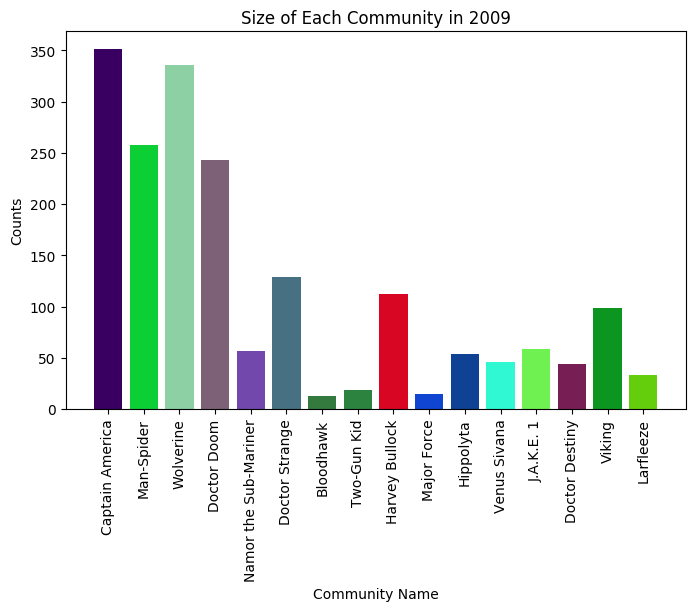 Size of Each Community in 2009
Counts
350
300
250
200
150
100
50
0
Captain America
Man-Spider
Wolverine
Doctor Doom
Namor the Sub-Mariner
Doctor Strange
Bloodhawk
Two-Gun Kid
Harvey Bullock
Major Force
Hippolyta
Venus Sivana
J.A.K.E. 1
Doctor Destiny
Viking
Larfleeze
Community Name